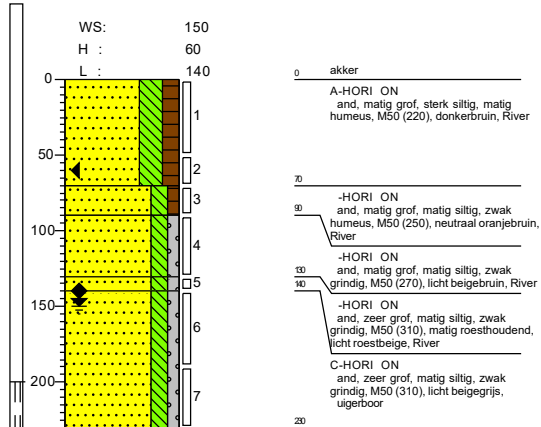 WS: 150
H : 60
L : 140
0
50
100
150
200
1
2
3
4
5
6
7
0 akker
A-HORI ON
and, matig grof, sterk siltig, matig
humeus, M50 (220), donkerbruin, River
70
-HORI ON
90
and, matig grof, matig siltig, zwak
humeus, M50 (250), neutraal oranjebruin,
River
-HORI ON
130
and, matig grof, matig siltig, zwak
grindig, M50 (270), licht beigebruin, River
140
-HORI ON
and, zeer grof, matig siltig, zwak
grindig, M50 (310), matig roesthoudend,
licht roestbeige, River
C-HORI ON
and, zeer grof, matig siltig, zwak
grindig, M50 (310), licht beigegrijs,
uigerboor
230